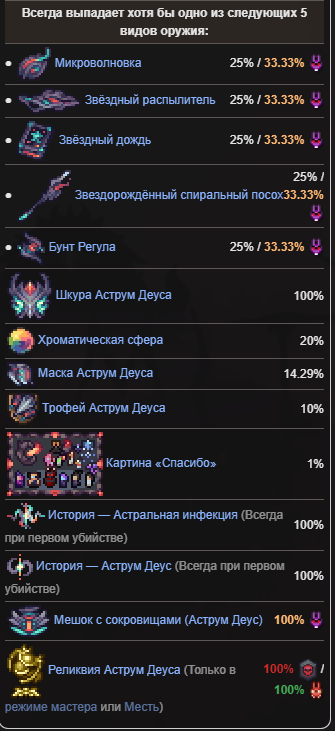 Всегда выпадает хотя бы одно из следующих 5
видов оружия:
Микроволновка 25% / 33.33%
Звёздный распылитель 25% / 33.33%
Звёздный дождь 25% / 33.33%
25% /
Звездорождённый спиральный посох 33.33%
Бунт Регула 25% / 33.33%
Шкура Аструм Деуса 100%
Хроматическая сфера 20%
Маска Аструм Деуса 14.29%
Трофей Аструм Деуса 10%
Картина «Спасибо» 1%
История — Астральная инфекция (Всегда
при первом убийстве) 100%
История — Аструм Деус (Всегда при первом
убийстве) 100%
Мешок с сокровищами (Аструм Деус) 100%
Реликвия Аструм Деуса (Только в 100% /
режиме мастера или Месть) 100%